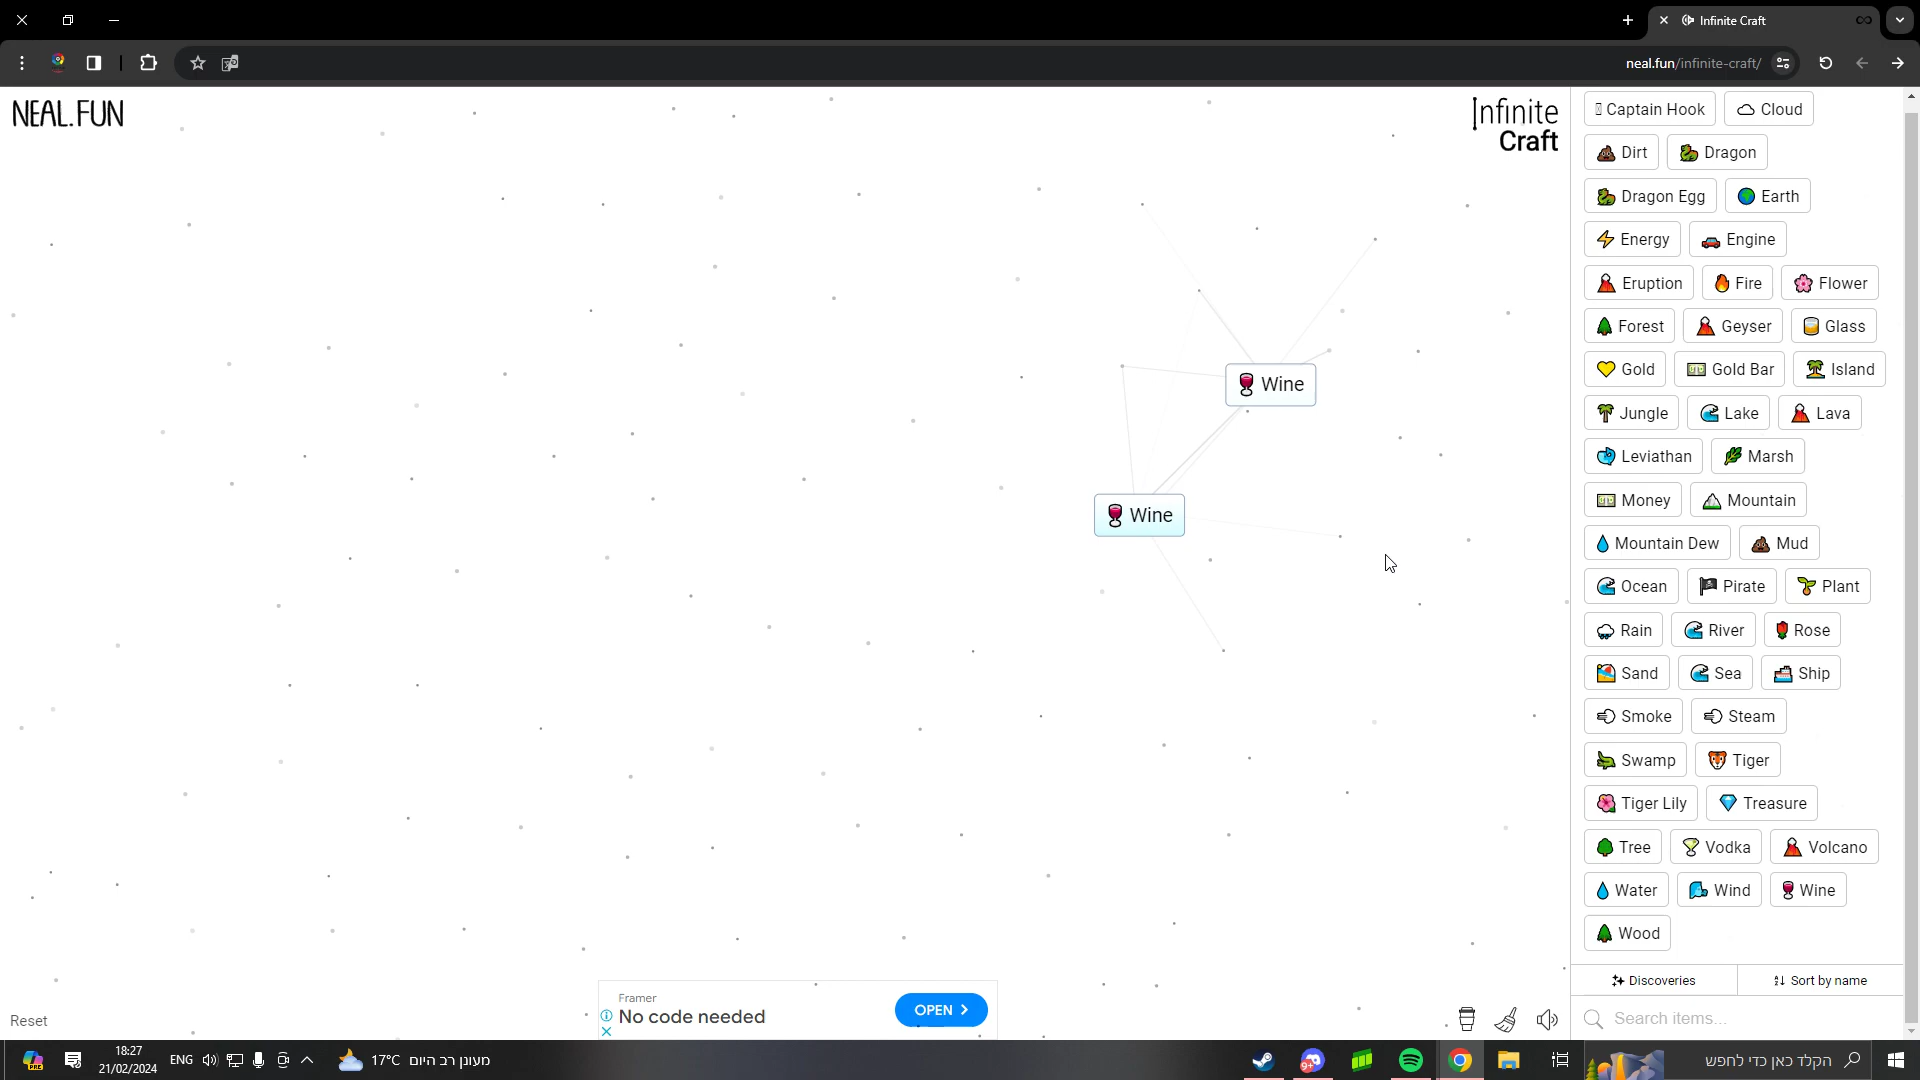 Infinite Craft
neal.fun/infinite-craft/
NEAL.FUN
Infinite
Craft
Wine
Wine
Captain Hook Cloud
Dirt Dragon
Dragon Egg Earth
Energy Engine
Eruption Fire Flower
Forest Geyser Glass
Gold Gold Bar Island
Jungle Lake Lava
Leviathan Marsh
Money Mountain
Mountain Dew Mud
Ocean Pirate Plant
Rain River Rose
Sand Sea Ship
Smoke Steam
Swamp Tiger
Tiger Lily Treasure
Tree Vodka Volcano
Water Wind Wine
Wood
Discoveries Sort by name
Search items...
Framer
No code needed
OPEN
Reset
18:27
21/02/2024
ENG
17°C מעונן רב היום
9+
הקלד כאן כדי לחפש